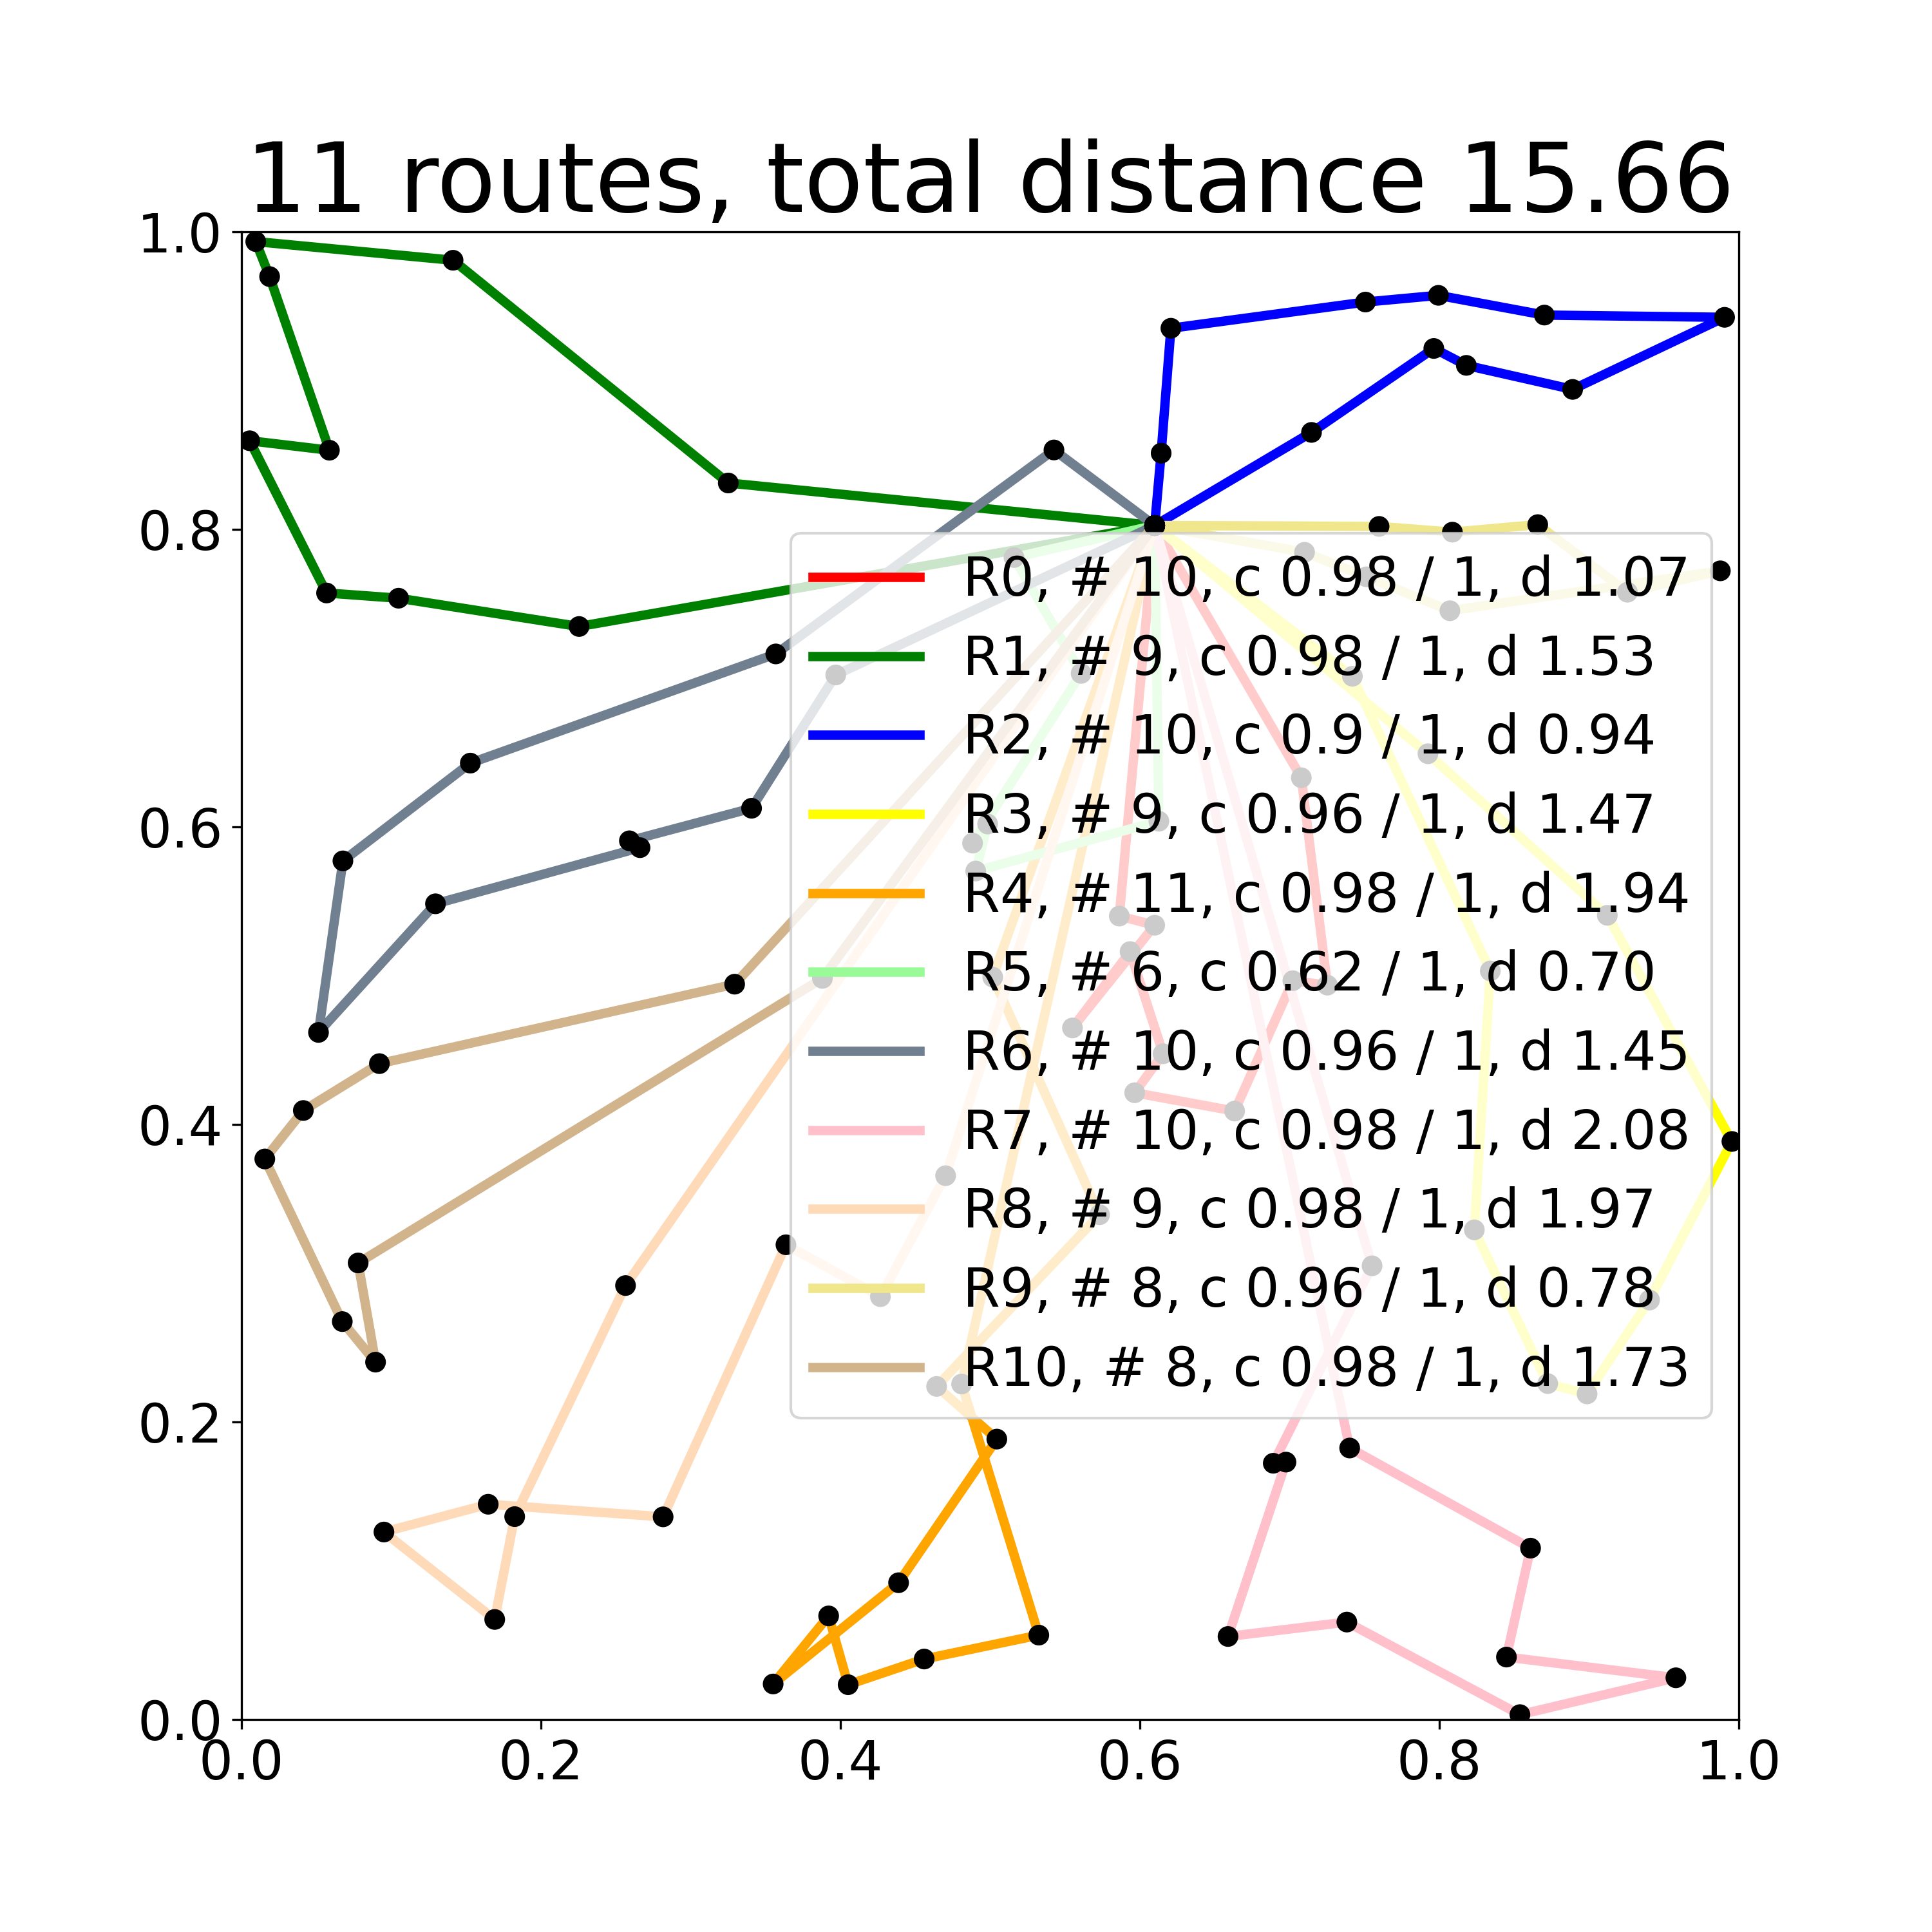 11 routes, total distance 15.66
1.0
0.8
0.6
0.4
0.2
0.0
R0, # 10, c 0.98 / 1, d 1.07
R1, # 9, c 0.98 / 1, d 1.53
R2, # 10, c 0.9 / 1, d 0.94
R3, # 9, c 0.96 / 1, d 1.47
R4, # 11, c 0.98 / 1, d 1.94
R5, # 6, c 0.62 / 1, d 0.70
R6, # 10, c 0.96 / 1, d 1.45
R7, # 10, c 0.98 / 1, d 2.08
R8, # 9, c 0.98 / 1, d 1.97
R9, # 8, c 0.96 / 1, d 0.78
R10, # 8, c 0.98 / 1, d 1.73
0.0 0.2 0.4 0.6 0.8 1.0